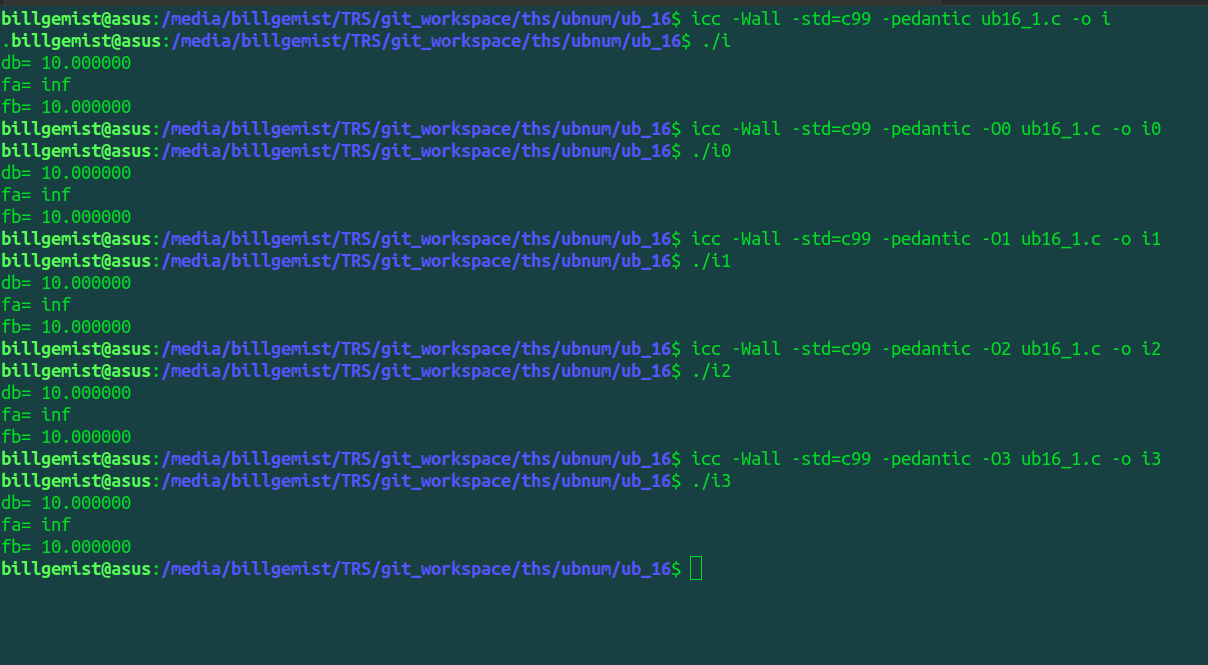 billgemist@asus:/media/billgemist/TRS/git_workspace/ths/ubnum/ub_16$ icc -Wall -std=c99 -pedantic ub16_1.c -o i
.billgemist@asus:/media/billgemist/TRS/git_workspace/ths/ubnum/ub_16$ ./i
db= 10.000000
fa= inf
fb= 10.000000
billgemist@asus:/media/billgemist/TRS/git_workspace/ths/ubnum/ub_16$ icc -Wall -std=c99 -pedantic -O0 ub16_1.c -o i0
billgemist@asus:/media/billgemist/TRS/git_workspace/ths/ubnum/ub_16$ ./i0
db= 10.000000
fa= inf
fb= 10.000000
billgemist@asus:/media/billgemist/TRS/git_workspace/ths/ubnum/ub_16$ icc -Wall -std=c99 -pedantic -O1 ub16_1.c -o i1
billgemist@asus:/media/billgemist/TRS/git_workspace/ths/ubnum/ub_16$ ./i1
db= 10.000000
fa= inf
fb= 10.000000
billgemist@asus:/media/billgemist/TRS/git_workspace/ths/ubnum/ub_16$ icc -Wall -std=c99 -pedantic -O2 ub16_1.c -o i2
billgemist@asus:/media/billgemist/TRS/git_workspace/ths/ubnum/ub_16$ ./i2
db= 10.000000
fa= inf
fb= 10.000000
billgemist@asus:/media/billgemist/TRS/git_workspace/ths/ubnum/ub_16$ icc -Wall -std=c99 -pedantic -O3 ub16_1.c -o i3
billgemist@asus:/media/billgemist/TRS/git_workspace/ths/ubnum/ub_16$ ./i3
db= 10.000000
fa= inf
fb= 10.000000
billgemist@asus:/media/billgemist/TRS/git_workspace/ths/ubnum/ub_16$